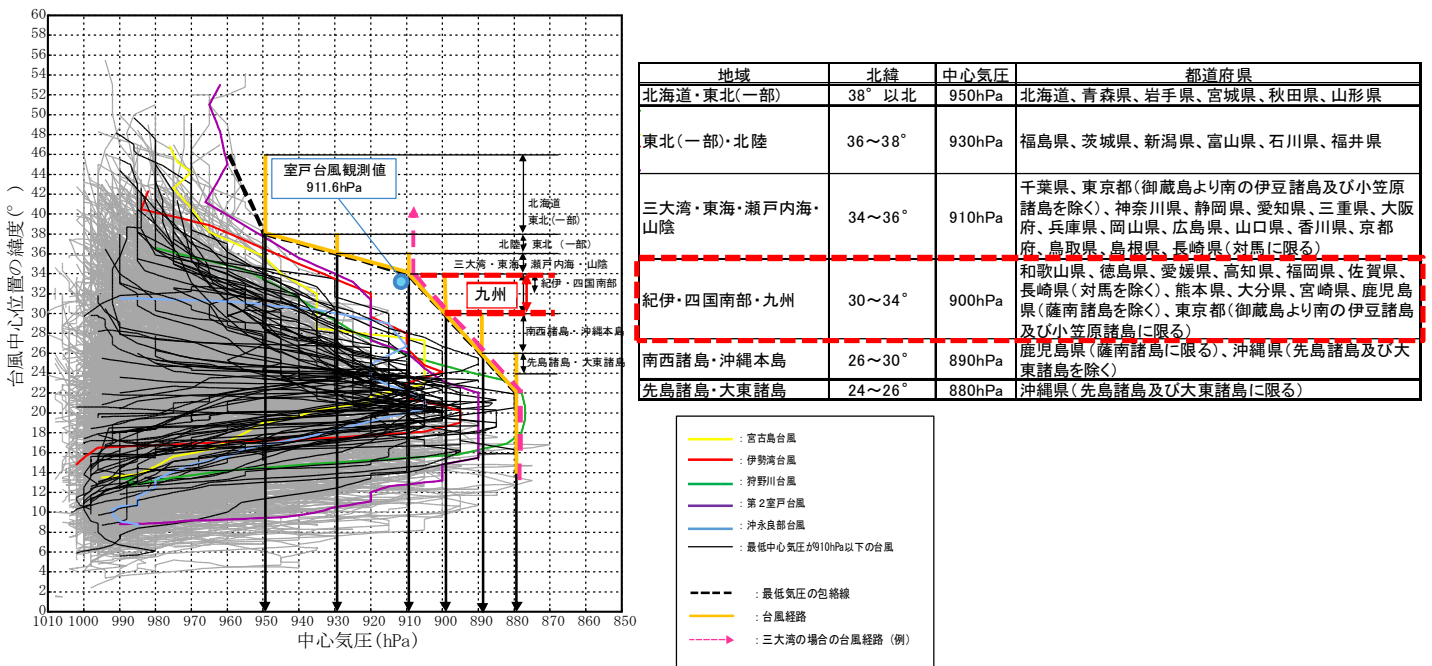 台風中心位置の緯度(°)
60
58
56
54
52
50
48
46
44
42
40
38
36
34
32
30
28
26
24
22
20
18
16
14
12
10
8
6
4
2
0
1010 1000 990 980 970 960 950 940 930 920 910 900 890 880 870 860 850
中心気圧(hPa)
室戸台風観測値
911.6hPa
北海道
東北(一部)
北陸・東北(一部)
三大湾・東海・瀬戸内海・山陰
紀伊・四国南部
九州
南西諸島・沖縄本島
先島諸島・大東諸島
地域 北緯 中心気圧 都道府県
北海道・東北(一部) 38°以北 950hPa 北海道、青森県、岩手県、宮城県、秋田県、山形県
東北(一部)・北陸 36～38° 930hPa 福島県、茨城県、新潟県、富山県、石川県、福井県
三大湾・東海・瀬戸内海・
山陰 34～36° 910hPa
千葉県、東京都(御蔵島より南の伊豆諸島及び小笠原
諸島を除く)、神奈川県、静岡県、愛知県、三重県、大阪
府、兵庫県、岡山県、広島県、山口県、香川県、京都
府、鳥取県、島根県、長崎県(対馬に限る)
紀伊・四国南部・九州 30～34° 900hPa
和歌山県、徳島県、愛媛県、高知県、福岡県、佐賀県、
長崎県(対馬を除く)、熊本県、大分県、宮崎県、鹿児島
県(薩南諸島を除く)、東京都(御蔵島より南の伊豆諸島
及び小笠原諸島に限る)
南西諸島・沖縄本島 26～30° 890hPa
鹿児島県(薩南諸島に限る)、沖縄県(先島諸島及び大
東諸島を除く)
先島諸島・大東諸島 24～26° 880hPa 沖縄県(先島諸島及び大東諸島に限る)
：宮古島台風
：伊勢湾台風
：狩野川台風
：第２室戸台風
：沖永良部台風
：最低中心気圧が910hPa以下の台風
：最低気圧の包絡線
：台風経路
：三大湾の場合の台風経路（例）